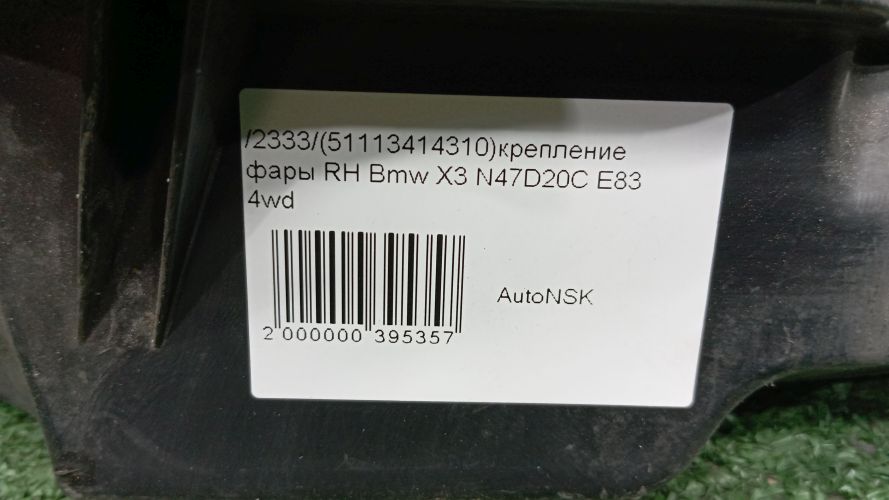 /2333/(51113414310)крепление
фары RH Bmw X3 N47D20C E83
4wd
AutoNSK
2 000000 395357